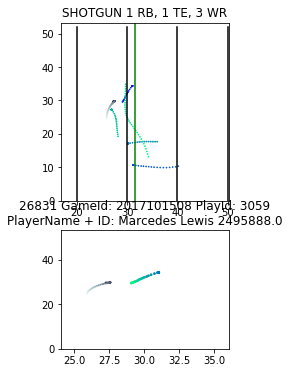 SHOTGUN 1 RB, 1 TE, 3 WR
50
40
30
20
10
0
20 30 40 50
26831 GameId: 2017101508 PlayId: 3059
PlayerName + ID: Marcedes Lewis 2495888.0
40
20
0
25.0 27.5 30.0 32.5 35.0